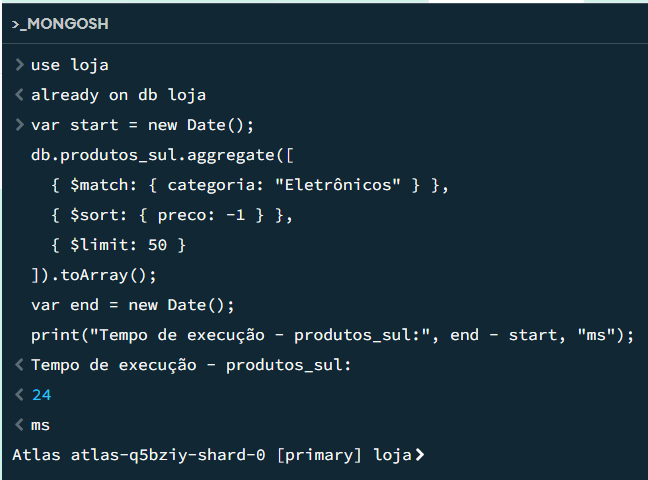 >_MONGOSH
> use loja
< already on db loja
> var start = new Date();
db.produtos_sul.aggregate([
{ $match: { categoria: "Eletrônicos" } },
{ $sort: { preco: -1 } },
{ $limit: 50 }
]).toArray();
var end = new Date();
print("Tempo de execução - produtos_sul:", end - start, "ms");
< Tempo de execução - produtos_sul:
< 24
< ms
Atlas atlas-q5bziy-shard-0 [primary] loja>